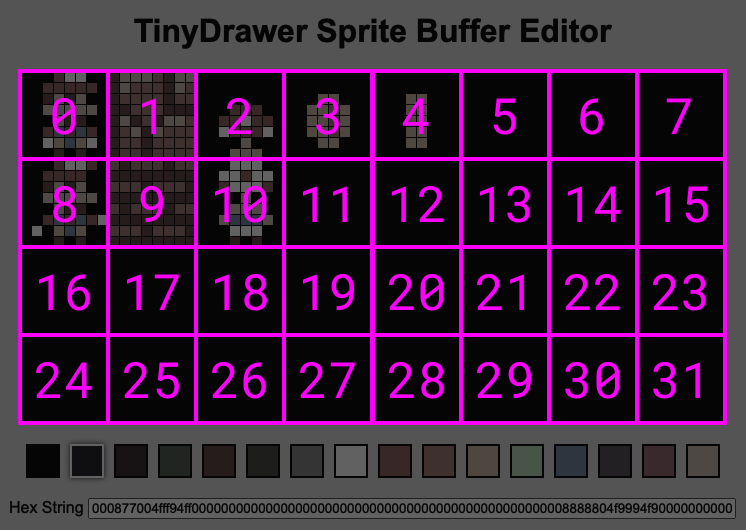 TinyDrawer Sprite Buffer Editor
0 1 2 3 4 5 6 7
8 9 10 11 12 13 14 15
16 17 18 19 20 21 22 23
24 25 26 27 28 29 30 31
Hex String 000877004fff94ff000000000000000000000000000000000000000000000000008888804f9994f90000000000